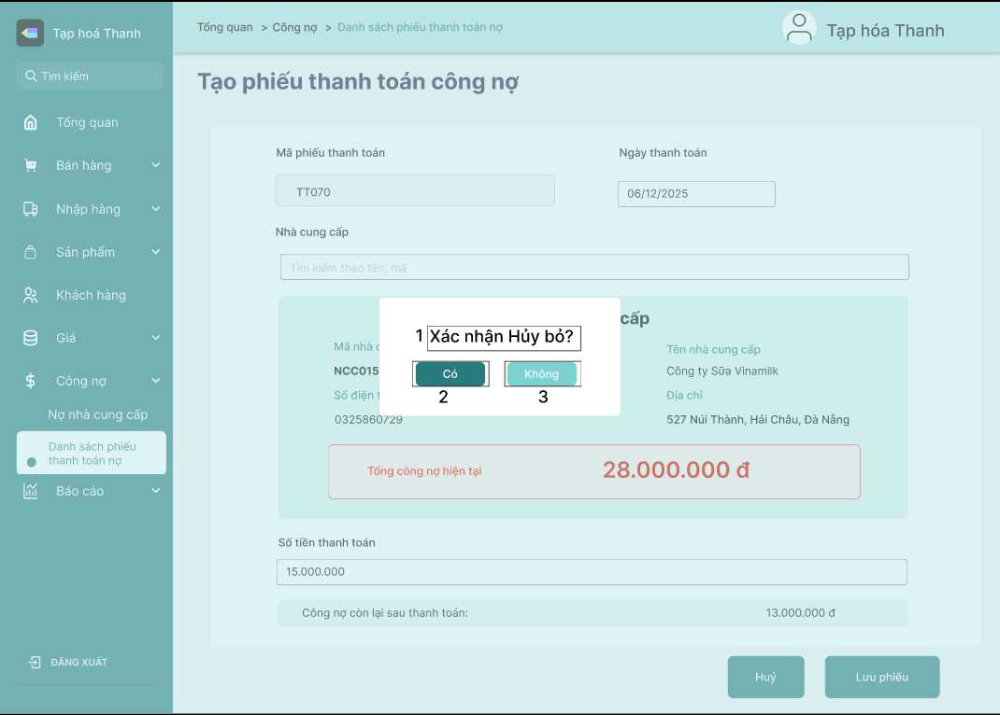 Tạp hoá Thanh
Tìm kiếm
Tổng quan
Bán hàng
Nhập hàng
Sản phẩm
Khách hàng
Giá
Công nợ
Nợ nhà cung cấp
Danh sách phiếu
thanh toán nợ
Báo cáo
ĐĂNG XUẤT
Tổng quan > Công nợ > Danh sách phiếu thanh toán nợ
Tạp hóa Thanh
Tạo phiếu thanh toán công nợ
Mã phiếu thanh toán
Ngày thanh toán
TT070
06/12/2025
Nhà cung cấp
Tìm kiếm theo tên, mã
cấp
1 Xác nhận Hủy bỏ?
Có
Không
2
3
Mã nhà
Tên nhà cung cấp
NCC015
Công ty Sữa Vinamilk
Số điện
Địa chỉ
0325860729
527 Núi Thành, Hải Châu, Đà Nẵng
Tổng công nợ hiện tại
28.000.000 đ
Số tiền thanh toán
15.000.000
Công nợ còn lại sau thanh toán:
13.000.000 đ
Huỷ
Lưu phiếu